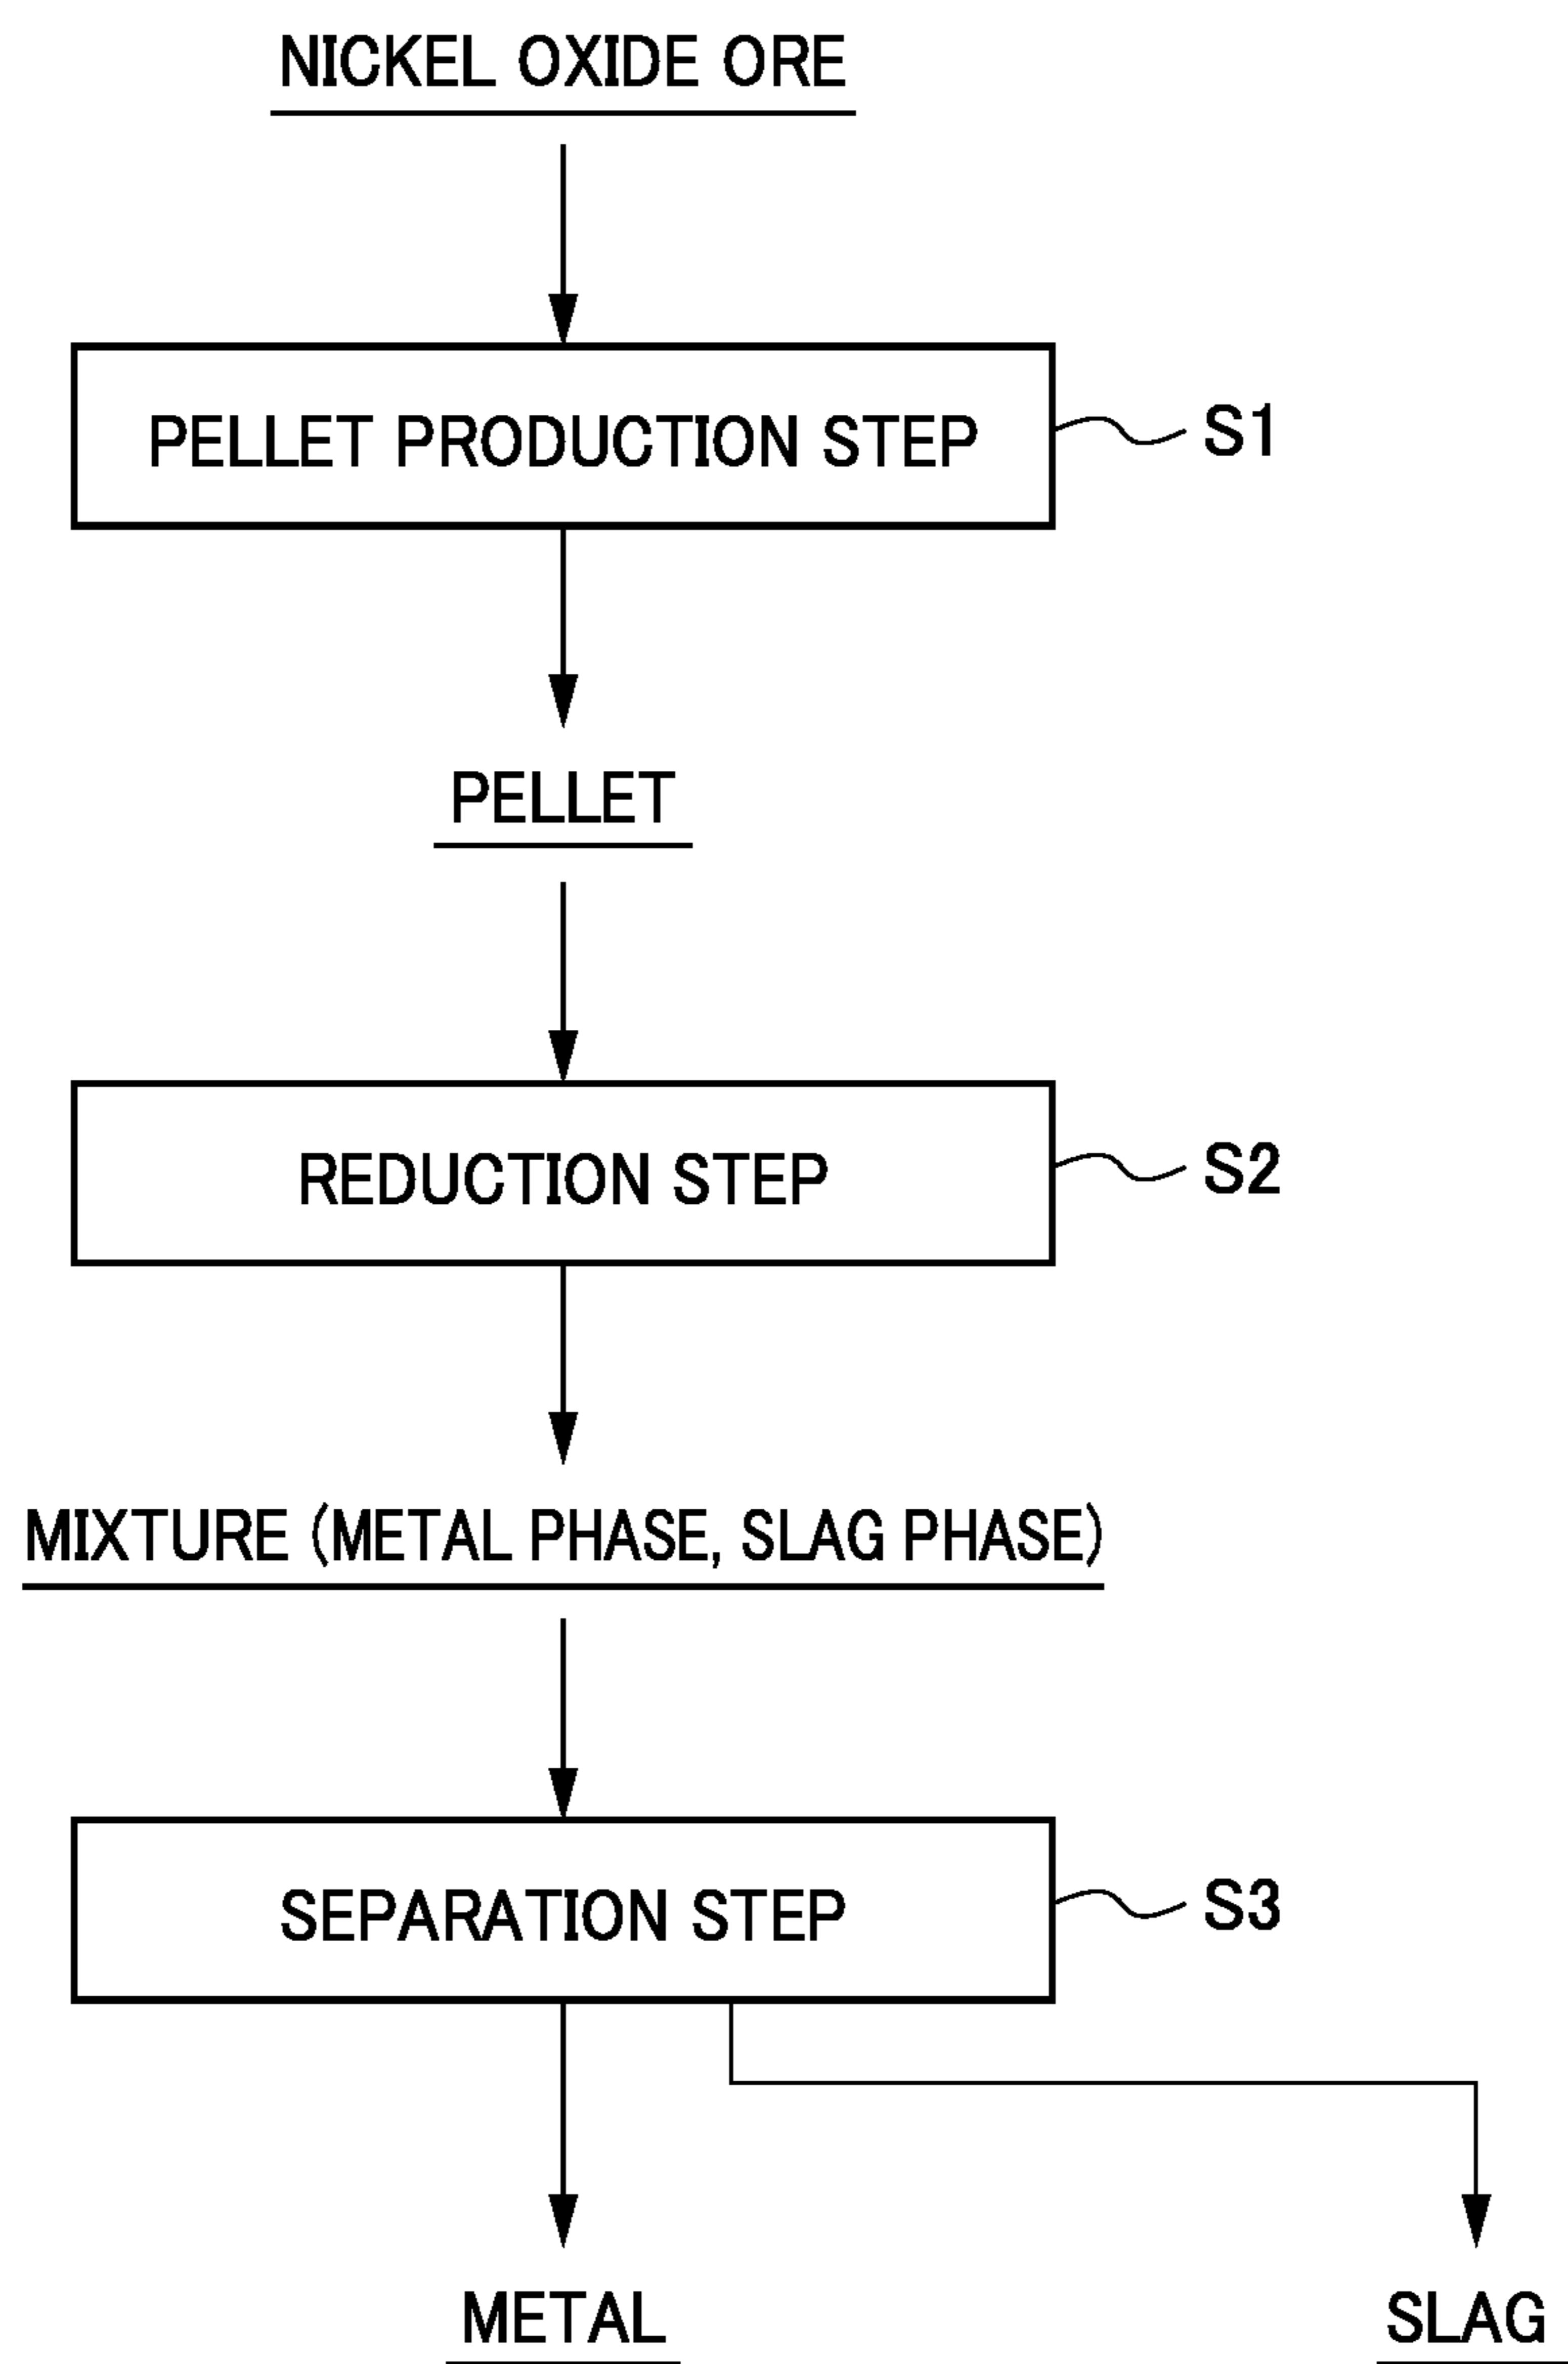 NICKEL OXIDE ORE
PELLET PRODUCTION STEP
S1
PELLET
REDUCTION STEP
S2
MIXTURE (METAL PHASE, SLAG PHASE)
SEPARATION STEP
S3
METAL
SLAG